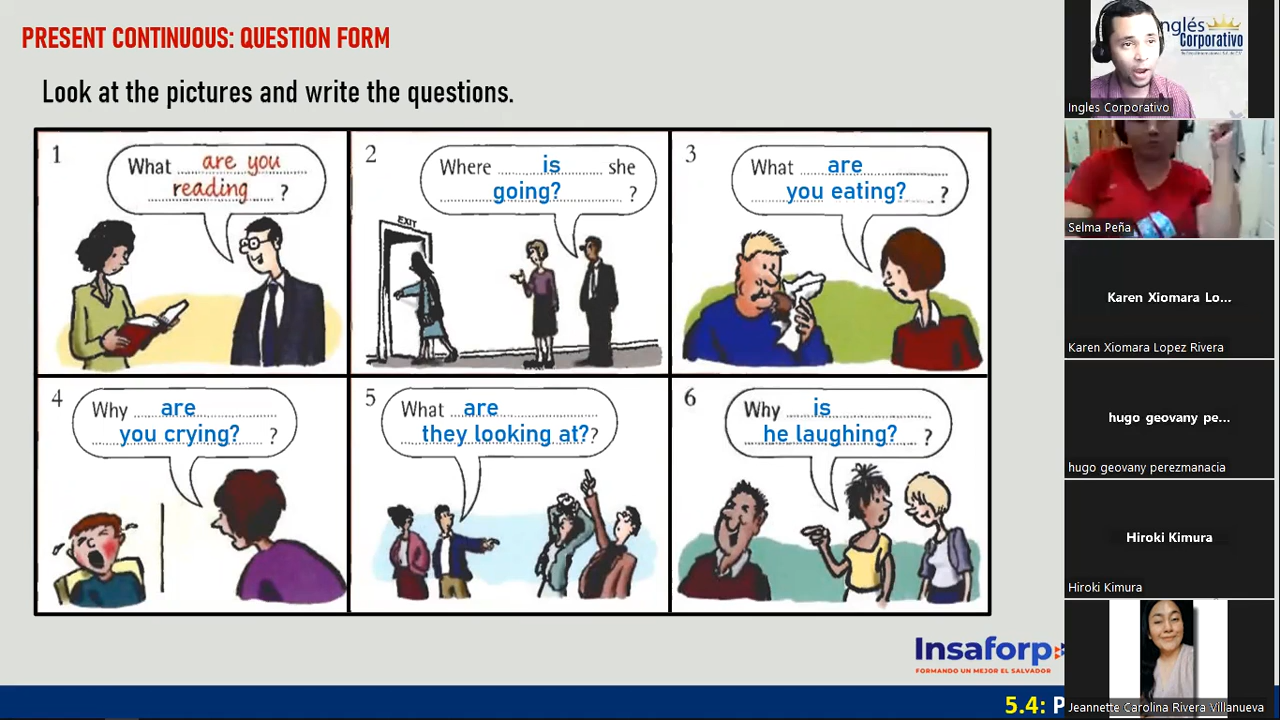 PRESENT CONTINUOUS: QUESTION FORM
Look at the pictures and write the questions.
1
What are you
reading ?
2
Where is she
going? ?
EXIT
3
What are
you eating? ?
4
Why are
you crying? ?
5
What are
they looking at??
6
Why is
he laughing? ?
Insaforp
FORMANDO UN MEJOR EL SALVADOR
5.4: P
Inglés
Corporativo
Ingles Corporativo
Selma Peña
Karen Xiomara Lo...
Karen Xiomara Lopez Rivera
hugo geovany pe...
hugo geovany perezmanacia
Hiroki Kimura
Hiroki Kimura
Jeannette Carolina Rivera Villanueva